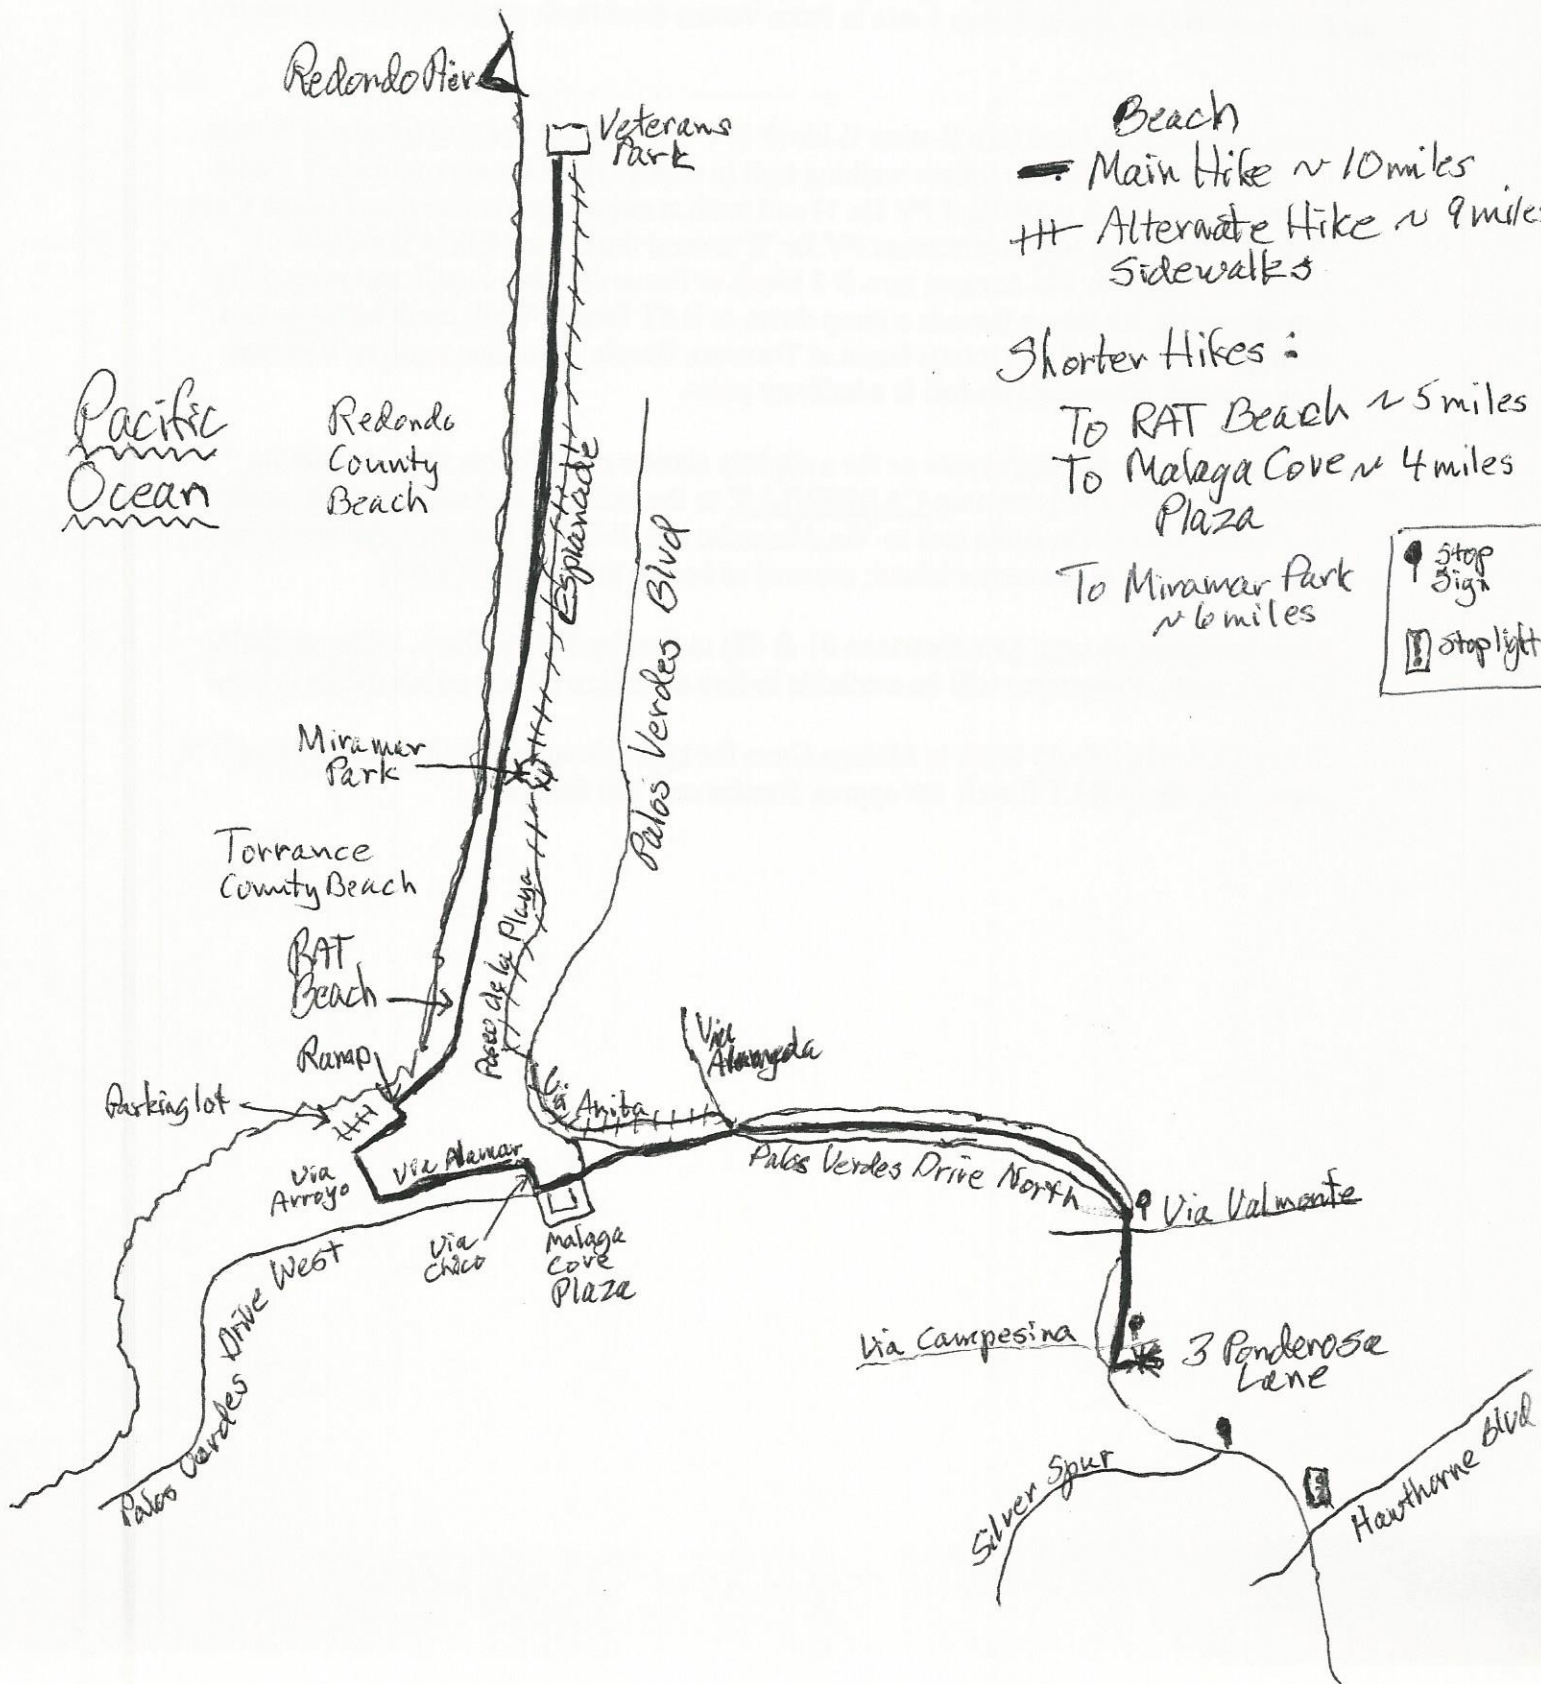 Redondo Pier
Veterans
Park
Beach
Main Hike ~ 10 miles
Alternate Hike ~ 9 miles
Sidewalks
Shorter Hikes:
To RAT Beach ~ 5 miles
To Malaga Cove ~ 4 miles
Plaza
To Miramar Park
~ 6 miles
Stop
Sign
Stoplight
Pacific
Ocean
Redondo
County
Beach
Esplanade
Palos Verdes Blvd
Miramar
Park
Torrance
County Beach
RAT
Beach
Paseo de la Playa
Ramp
Parking lot
Via
Anita
Via Alamar
Via
Arroyo
Palos Verdes Drive North
Via Valmonte
Via
Chico
Malaga
Cove
Plaza
Palos Verdes Drive West
Via Campesina
3 Ponderosa
Lane
Silver Spur
Hawthorne Blvd